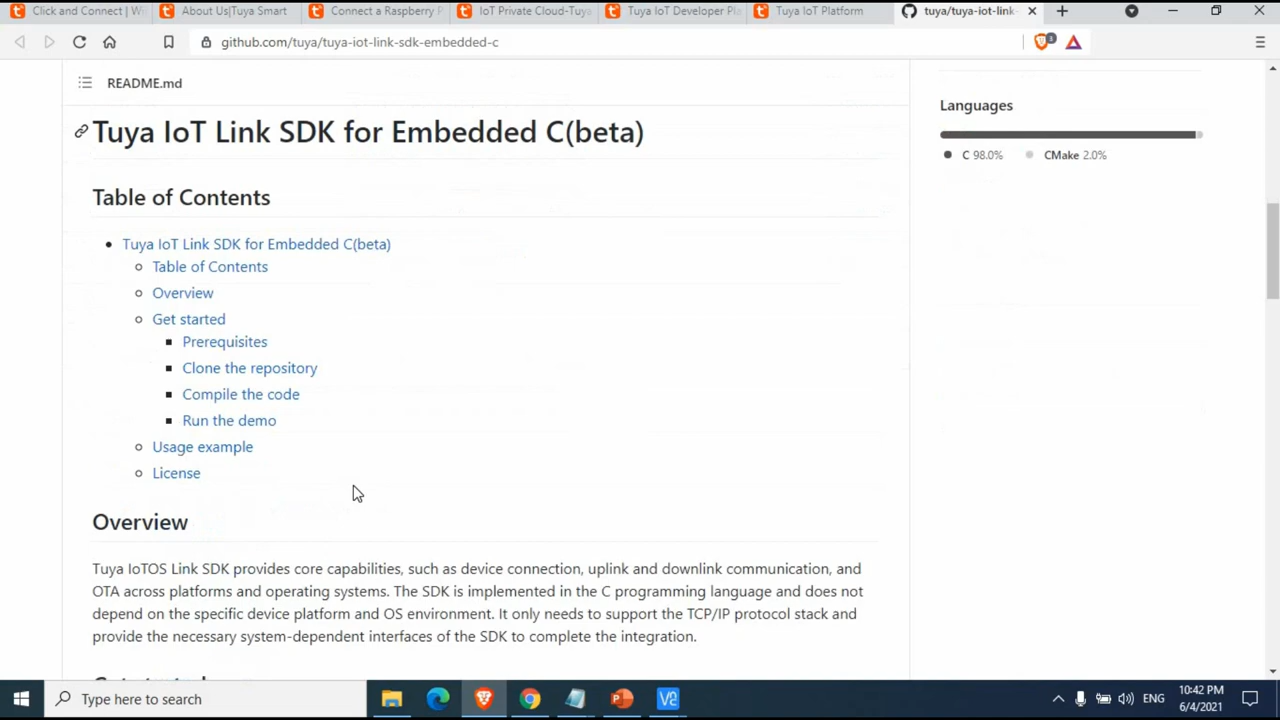 Click and Connect | Wi
About Us|Tuya Smart
Connect a Raspberry P
IoT Private Cloud-Tuya
Tuya IoT Developer Pla
Tuya IoT Platform
tuya/tuya-iot-link-
github.com/tuya/tuya-iot-link-sdk-embedded-c
README.md
Tuya IoT Link SDK for Embedded C(beta)
Table of Contents
Tuya IoT Link SDK for Embedded C(beta)
Table of Contents
Overview
Get started
Prerequisites
Clone the repository
Compile the code
Run the demo
Usage example
License
Overview
Tuya IoTOS Link SDK provides core capabilities, such as device connection, uplink and downlink communication, and
OTA across platforms and operating systems. The SDK is implemented in the C programming language and does not
depend on the specific device platform and OS environment. It only needs to support the TCP/IP protocol stack and
provide the necessary system-dependent interfaces of the SDK to complete the integration.
Languages
C 98.0% CMake 2.0%
Type here to search
ENG
10:42 PM
6/4/2021